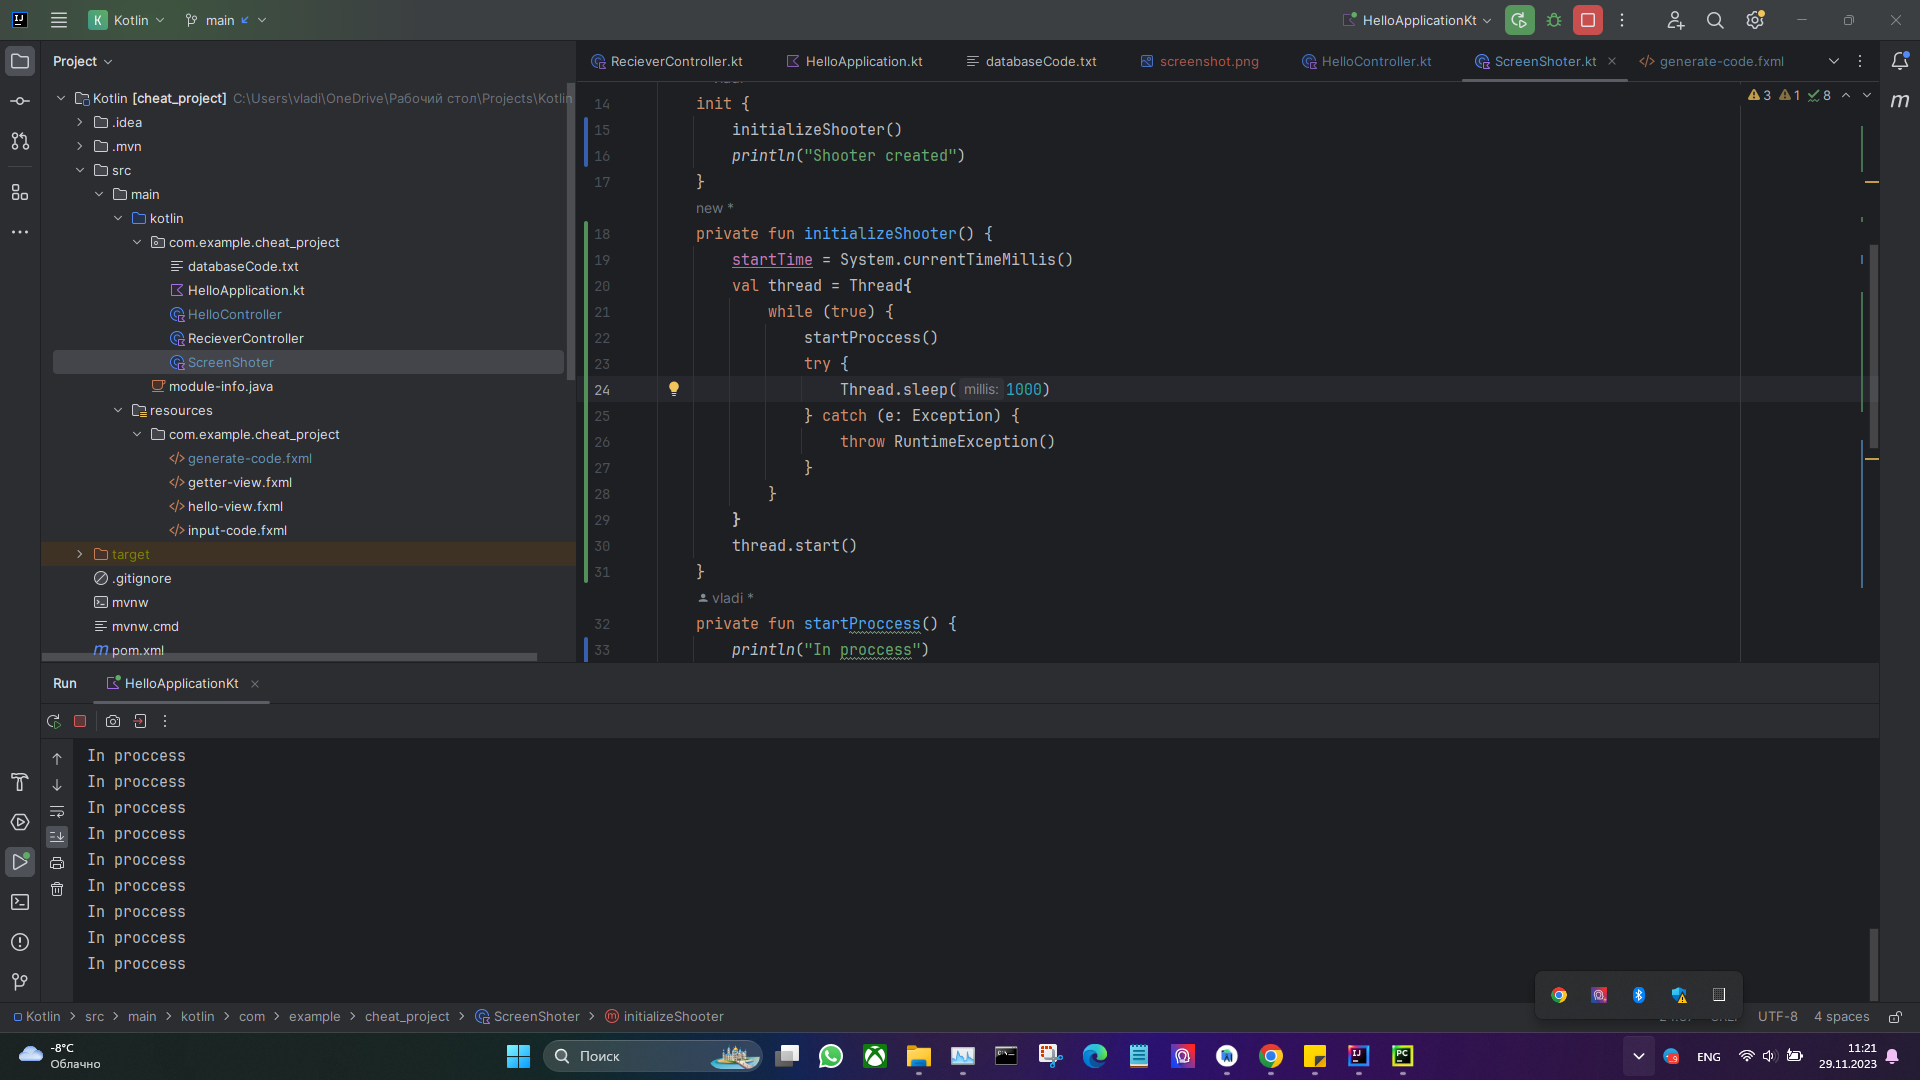 K Kotlin main HelloApplicationKt
Project
RecieverController.kt HelloApplication.kt databaseCode.txt screenshot.png HelloController.kt ScreenShoter.kt generate-code.fxml
Kotlin [cheat_project] C:\Users\vladi\OneDrive\Рабочий стол\Projects\Kotlin
.idea
.mvn
src
main
kotlin
com.example.cheat_project
databaseCode.txt
HelloApplication.kt
HelloController
RecieverController
ScreenShoter
module-info.java
resources
com.example.cheat_project
generate-code.fxml
getter-view.fxml
hello-view.fxml
input-code.fxml
target
.gitignore
mvnw
mvnw.cmd
pom.xml
3 1 8
14 init {
15 initializeShooter()
16 println("Shooter created")
17 }
new *
18 private fun initializeShooter() {
19 startTime = System.currentTimeMillis()
20 val thread = Thread{
21 while (true) {
22 startProccess()
23 try {
24 Thread.sleep( millis: 1000)
25 } catch (e: Exception) {
26 throw RuntimeException()
27 }
28 }
29 }
30 thread.start()
31 }
vladi *
32 private fun startProccess() {
33 println("In proccess")
Run HelloApplicationKt
In proccess
In proccess
In proccess
In proccess
In proccess
In proccess
In proccess
In proccess
In proccess
Kotlin > src > main > kotlin > com > example > cheat_project > ScreenShoter > initializeShooter
UTF-8 4 spaces
-8°C
Облачно
Поиск
ENG
11:21
29.11.2023